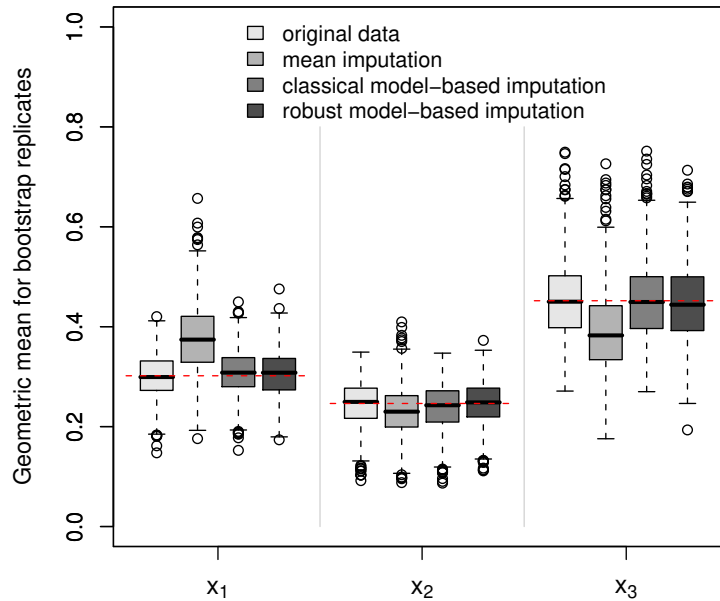 original data
mean imputation
classical model−based imputation
robust model−based imputation
Geometric mean for bootstrap replicates
1.0
0.8
0.6
0.4
0.2
0.0
x1 x2 x3